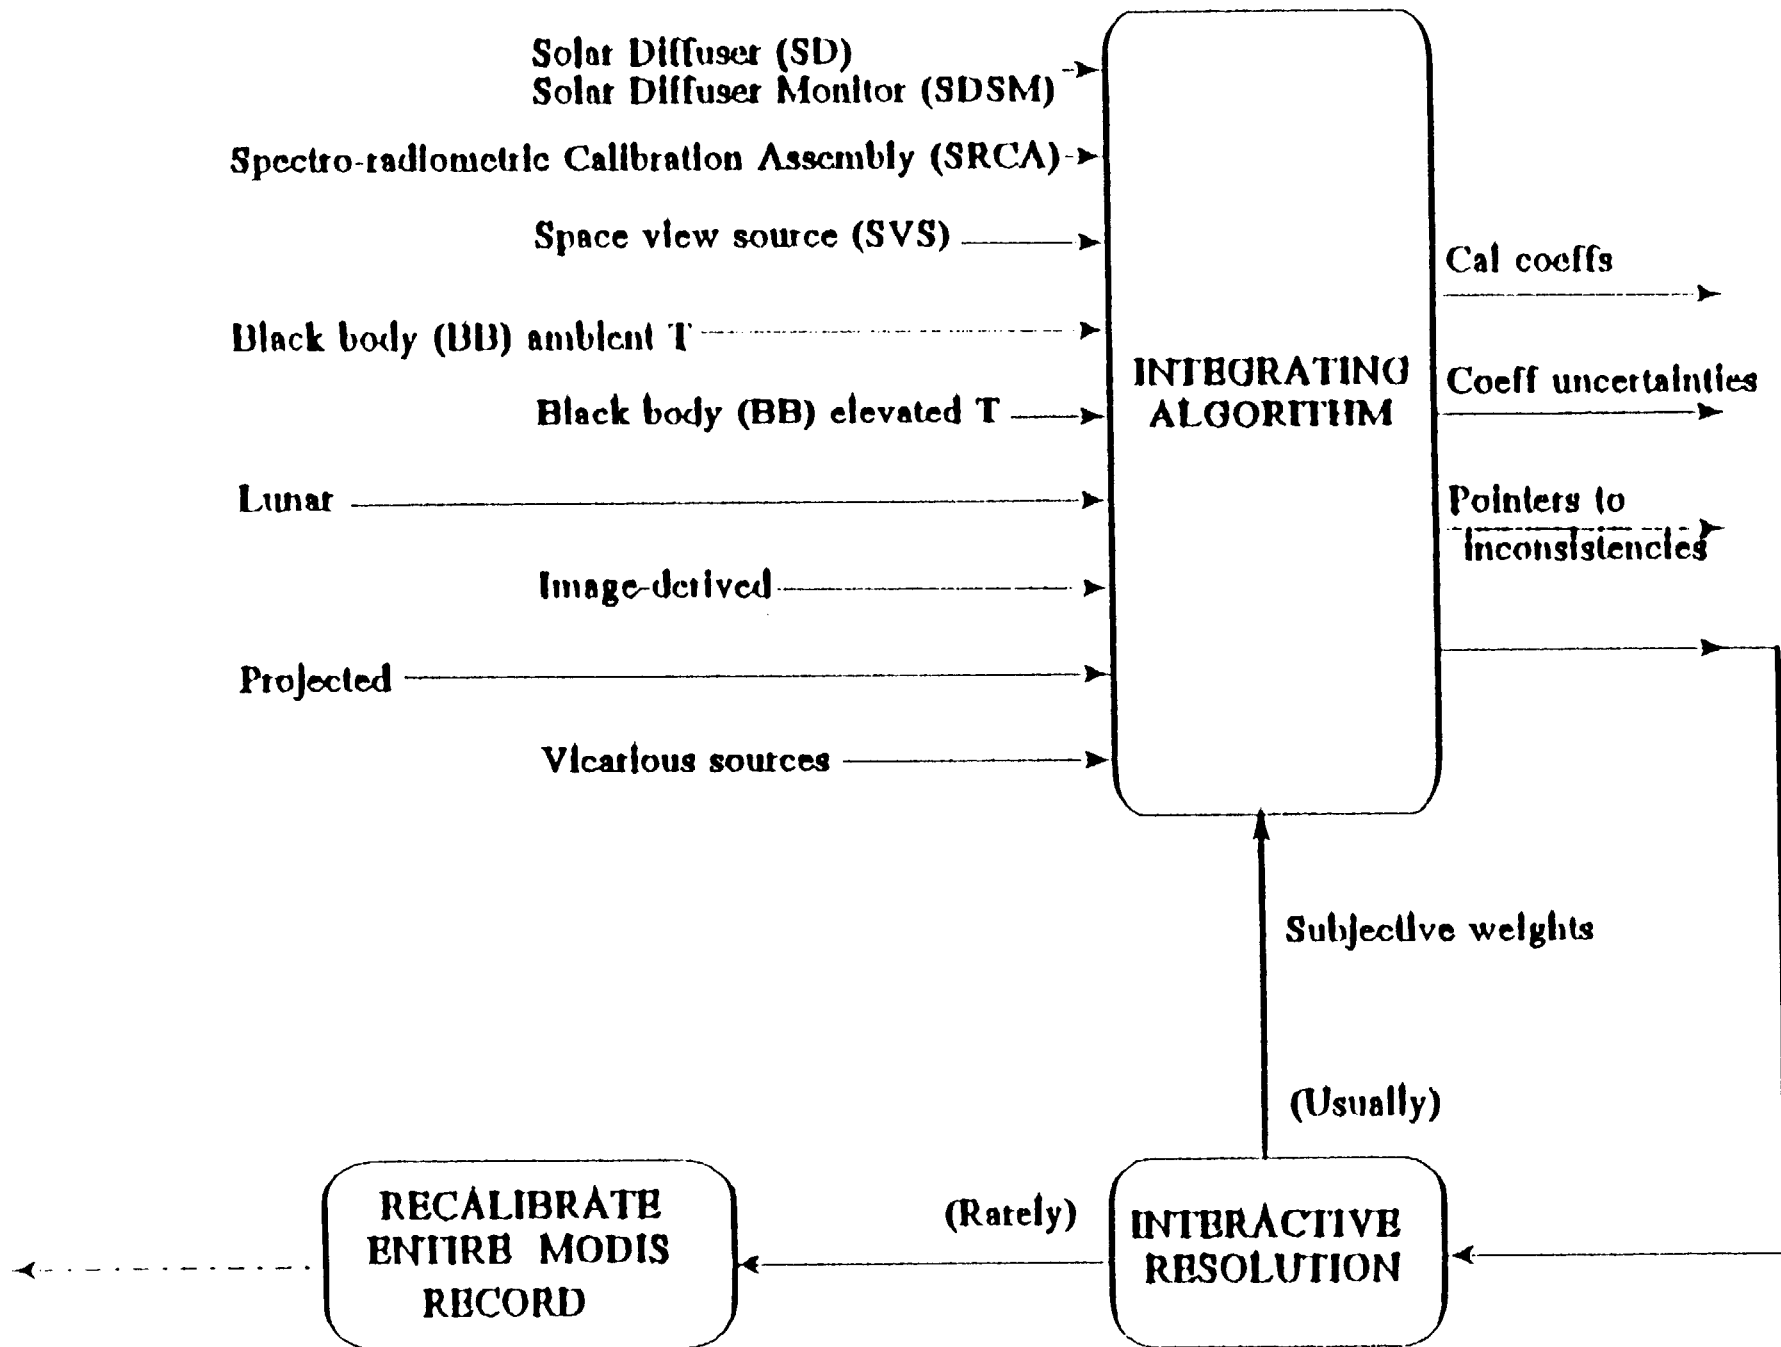 Solar Diffuser (SD)
Solar Diffuser Monitor (SDSM)
Spectro-radiometric Calibration Assembly (SRCA)
Space view source (SVS)
Black body (BB) ambient T
Black body (BB) elevated T
Lunar
Image-derived
Projected
Vicarious sources
INTEGRATING
ALGORITHM
Cal coeffs
Coeff uncertainties
Pointers to
inconsistencies
Subjective weights
(Usually)
(Rarely)
INTERACTIVE
RESOLUTION
RECALIBRATE
ENTIRE MODIS
RECORD